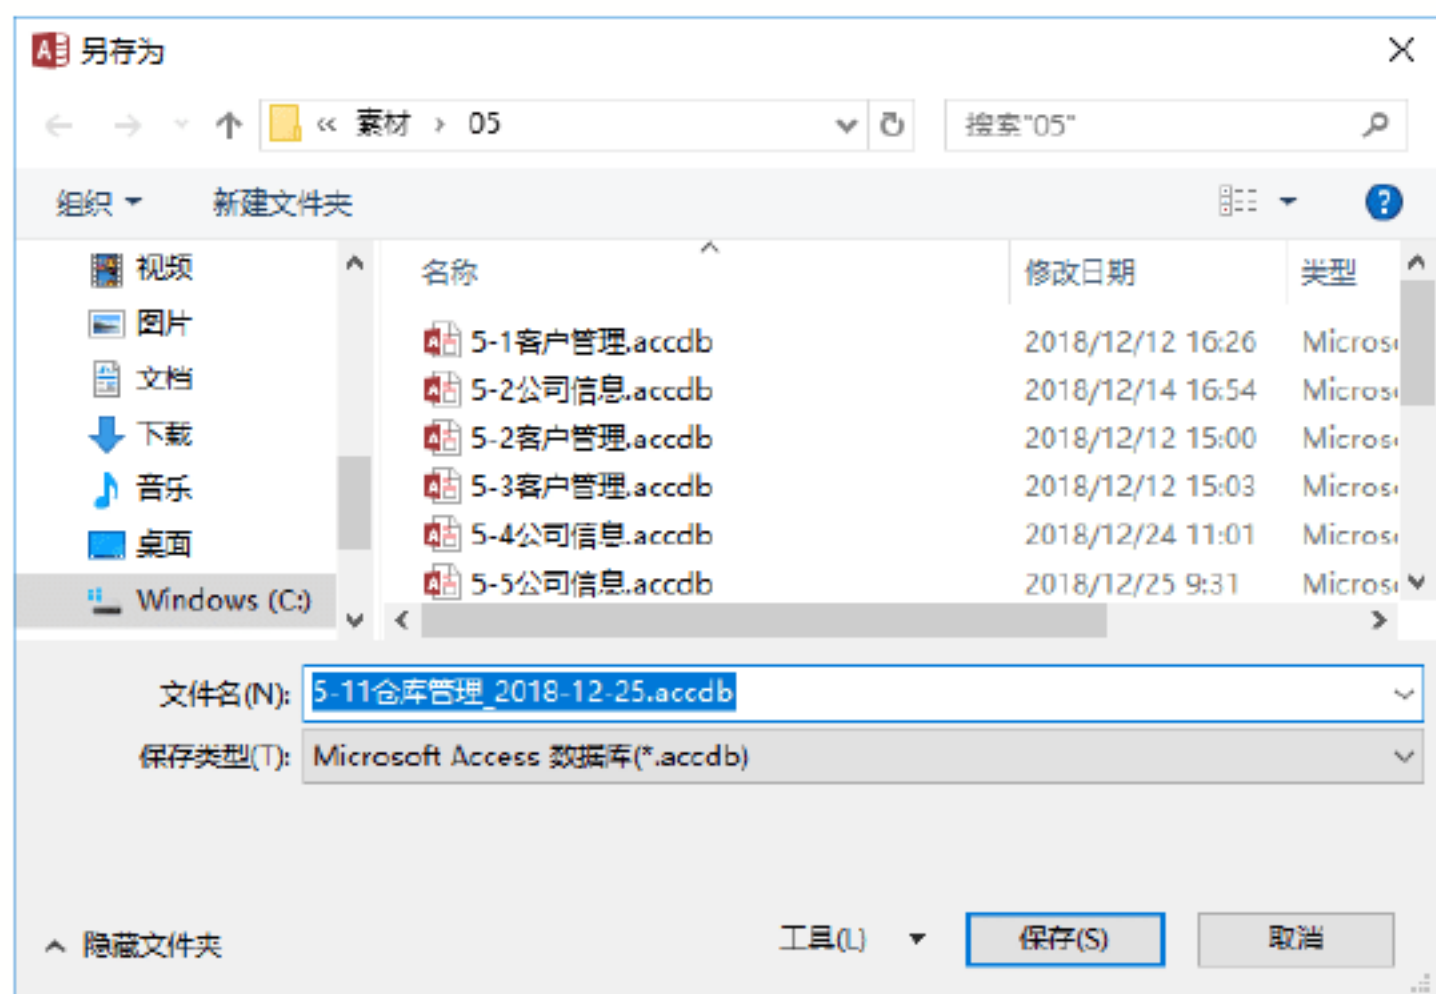 另存为
« 素材 › 05
搜索"05"
组织 新建文件夹
视频
图片
文档
下载
音乐
桌面
Windows (C:)
名称 修改日期 类型
5-1客户管理.accdb 2018/12/12 16:26 Micros
5-2公司信息.accdb 2018/12/14 16:54 Micros
5-2客户管理.accdb 2018/12/12 15:00 Micros
5-3客户管理.accdb 2018/12/12 15:03 Micros
5-4公司信息.accdb 2018/12/24 11:01 Micros
5-5公司信息.accdb 2018/12/25 9:31 Micros
文件名(N): 5-11仓库管理_2018-12-25.accdb
保存类型(T): Microsoft Access 数据库(*.accdb)
隐藏文件夹
工具(L) 保存(S) 取消